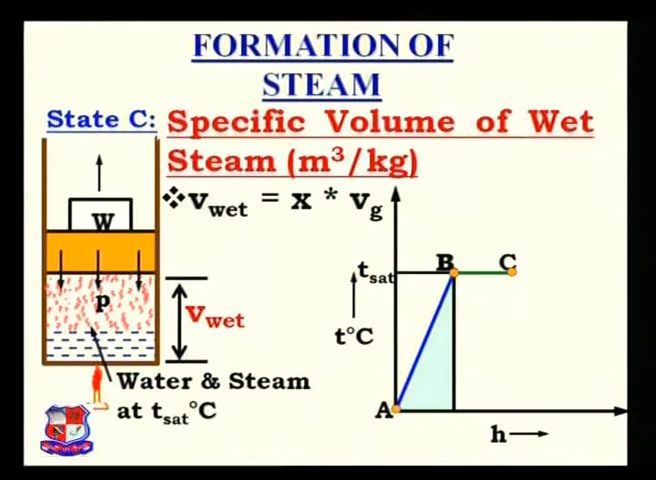 FORMATION OF
STEAM
State C: Specific Volume of Wet
Steam (m³/kg)
❖v_wet = x * v_g
W
p
v_wet
Water & Steam
at t_sat°C
t_sat
B
C
t°C
A
h